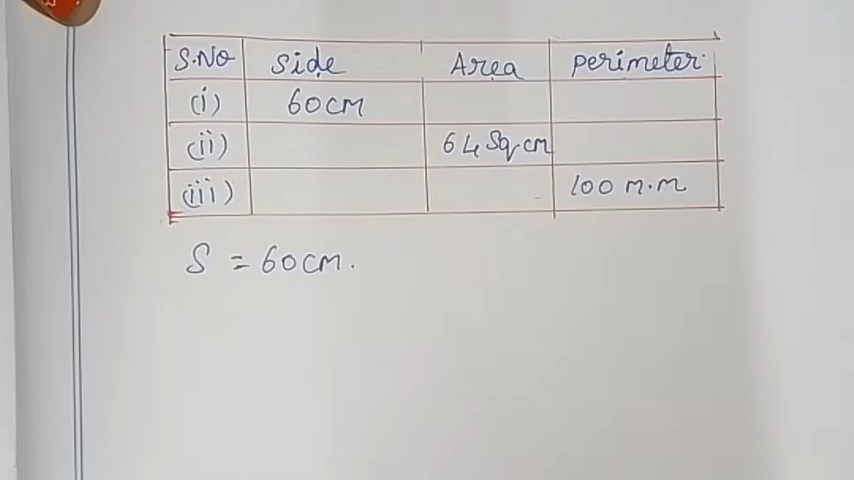 S.No Side Area Perimeter
(i) 60cm
(ii) 64 Sq.cm
(iii) 100 m.m
S = 60cm.